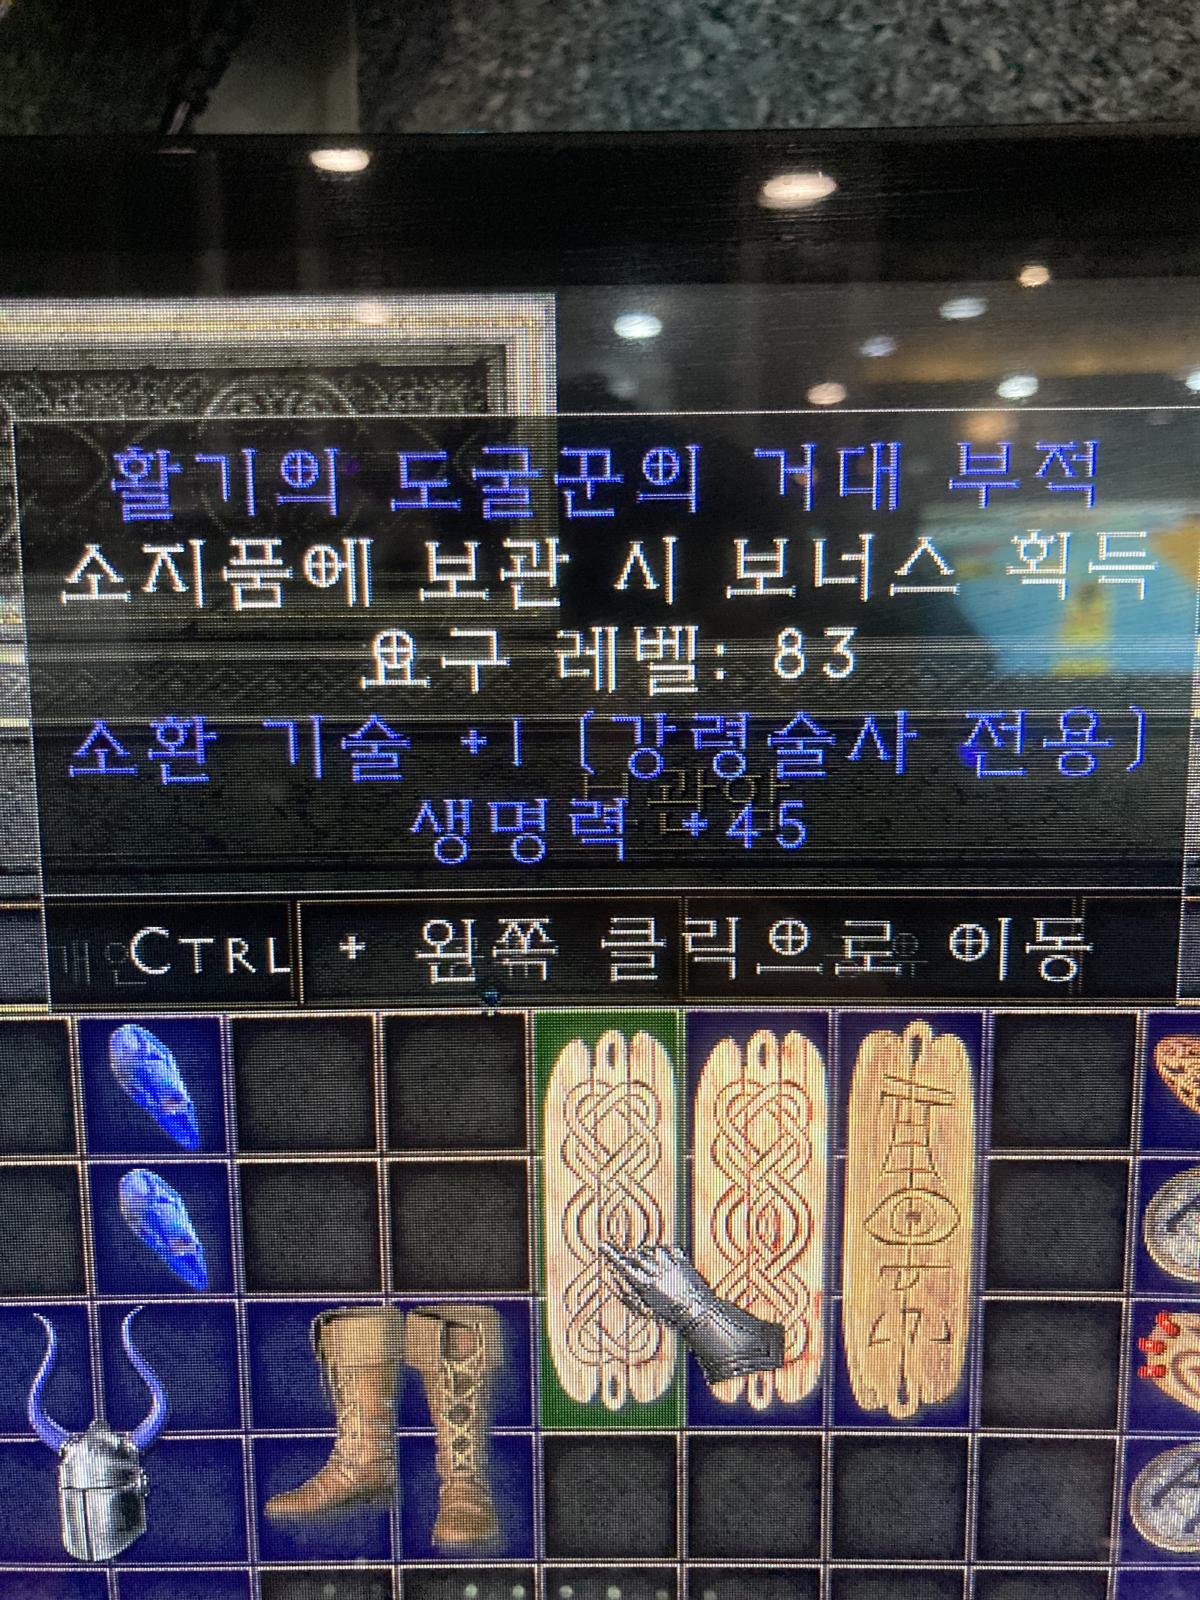 활기의 도굴꾼의 거대 부적
소지품에 보관 시 보너스 획득
요구 레벨: 83
소환 기술 +1 (강령술사 전용)
생명력 +45
CTRL + 왼쪽 클릭으로 이동